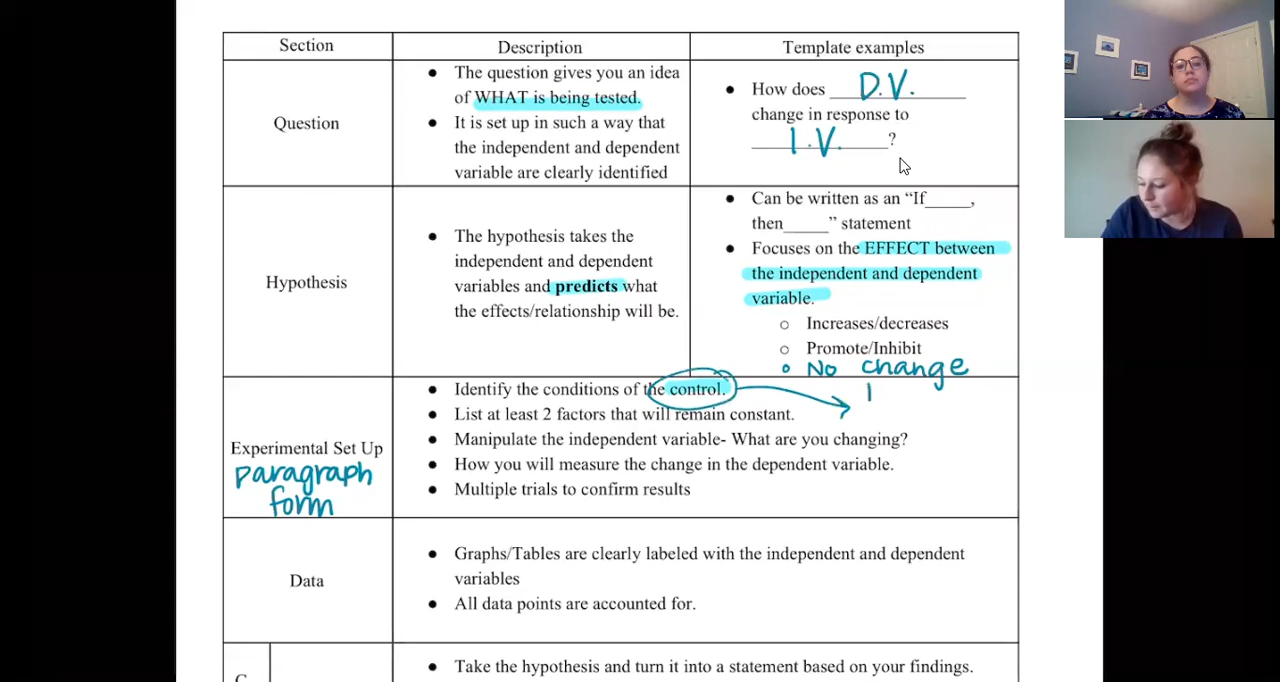 Section
Description
Template examples
Question
● The question gives you an idea
of WHAT is being tested.
● It is set up in such a way that
the independent and dependent
variable are clearly identified
● How does D.V.
change in response to
I.V. ?
Hypothesis
● The hypothesis takes the
independent and dependent
variables and predicts what
the effects/relationship will be.
● Can be written as an “If_____,
then_____” statement
● Focuses on the EFFECT between
the independent and dependent
variable.
○ Increases/decreases
○ Promote/Inhibit
○ No change
Experimental Set Up
paragraph
form
● Identify the conditions of the control.
● List at least 2 factors that will remain constant.
● Manipulate the independent variable- What are you changing?
● How you will measure the change in the dependent variable.
● Multiple trials to confirm results
Data
● Graphs/Tables are clearly labeled with the independent and dependent
variables
● All data points are accounted for.
C
● Take the hypothesis and turn it into a statement based on your findings.